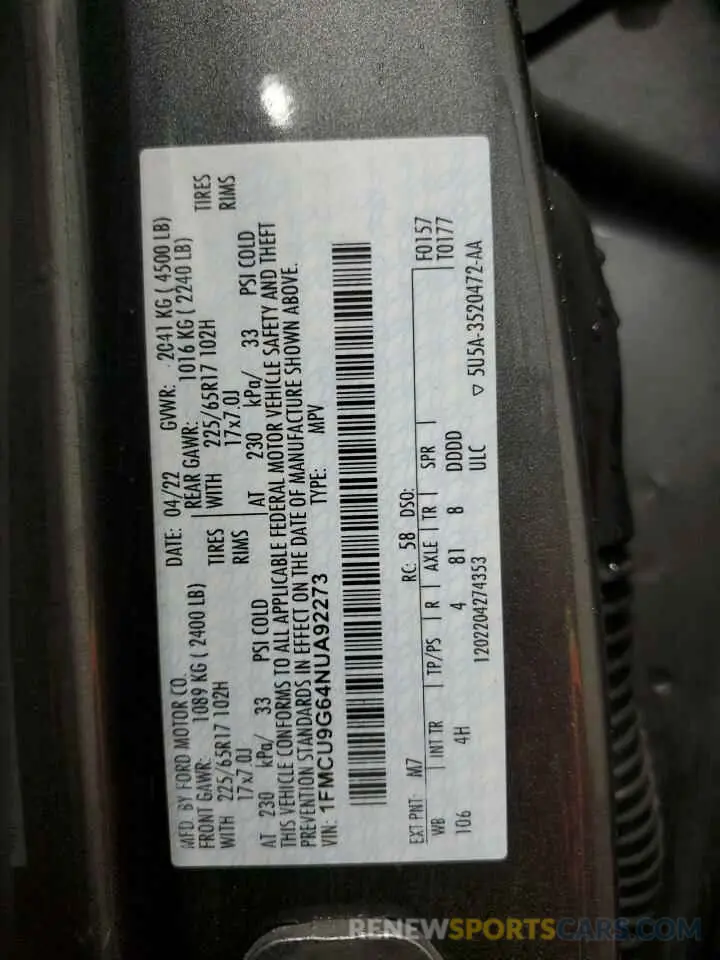 MFD. BY FORD MOTOR CO.
DATE: 04/22 GVWR: 2041 KG ( 4500 LB)
FRONT GAWR: 1089 KG ( 2400 LB)
REAR GAWR: 1016 KG ( 2240 LB)
WITH 225/65R17 102H TIRES
WITH 225/65R17 102H TIRES
17x7.0J RIMS
17x7.0J RIMS
AT 230 kPa/ 33 PSI COLD
AT 230 kPa/ 33 PSI COLD
THIS VEHICLE CONFORMS TO ALL APPLICABLE FEDERAL MOTOR VEHICLE SAFETY AND THEFT
PREVENTION STANDARDS IN EFFECT ON THE DATE OF MANUFACTURE SHOWN ABOVE.
VIN: 1FMCU9G64NUA92273 TYPE: MPV
EXT PNT: M7 RC: 58 DSO: F0157
WB INT TR TP/PS R AXLE TR SPR T0177
106 4H 4 81 8 DDDD
1202204274353 ULC ▽ 5U5A-3520472-AA
RENEWSPORTSCARS.COM